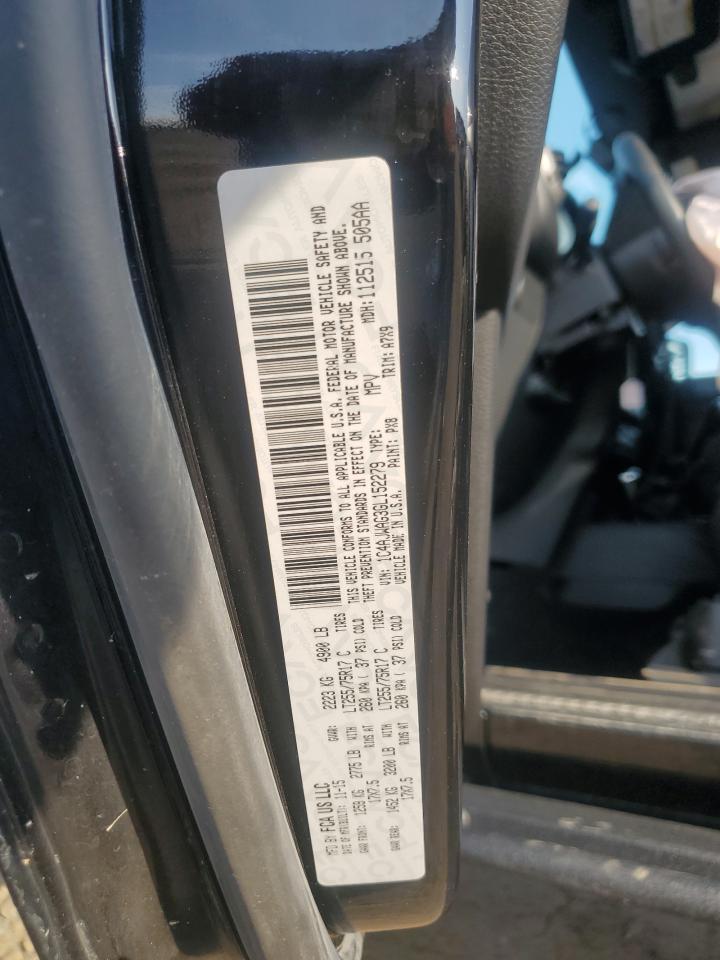 MFD BY FCA US LLC
DATE OF MFR(BUILT): 11-15
GVWR: 2223 KG 4900 LB
GAWR FRONT: 1259 KG 2775 LB WITH LT255/75R17 C TIRES
17X7.5 RIMS AT 260 KPA ( 37 PSI) COLD
GAWR REAR: 1452 KG 3200 LB WITH LT255/75R17 C TIRES
17X7.5 RIMS AT 260 KPA ( 37 PSI) COLD
THIS VEHICLE CONFORMS TO ALL APPLICABLE U.S.A. FEDERAL MOTOR VEHICLE SAFETY AND
THEFT PREVENTION STANDARDS IN EFFECT ON THE DATE OF MANUFACTURE SHOWN ABOVE.
VIN: 1C4AJWAG3GL152279 TYPE: MPV MDH: 112515 505AA
VEHICLE MADE IN U.S.A. PAINT: PX8 TRIM: A7X9